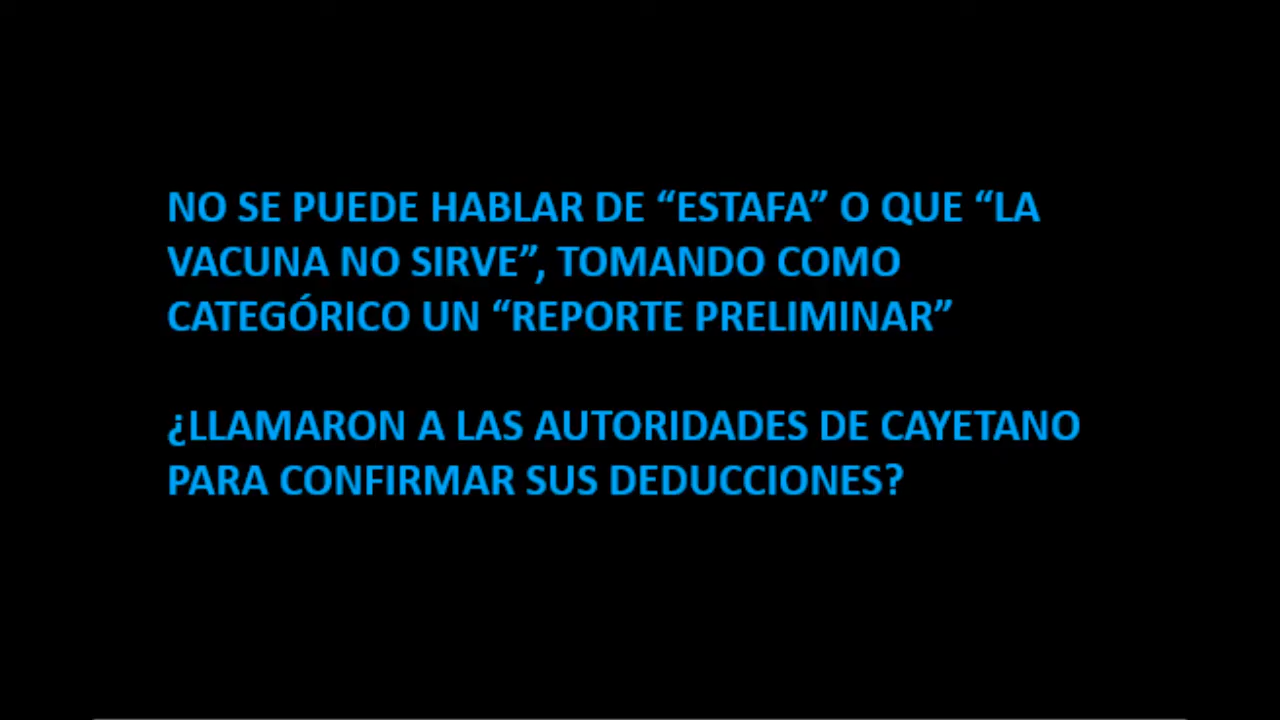 NO SE PUEDE HABLAR DE “ESTAFA” O QUE “LA
VACUNA NO SIRVE”, TOMANDO COMO
CATEGÓRICO UN “REPORTE PRELIMINAR”
¿LLAMARON A LAS AUTORIDADES DE CAYETANO
PARA CONFIRMAR SUS DEDUCCIONES?